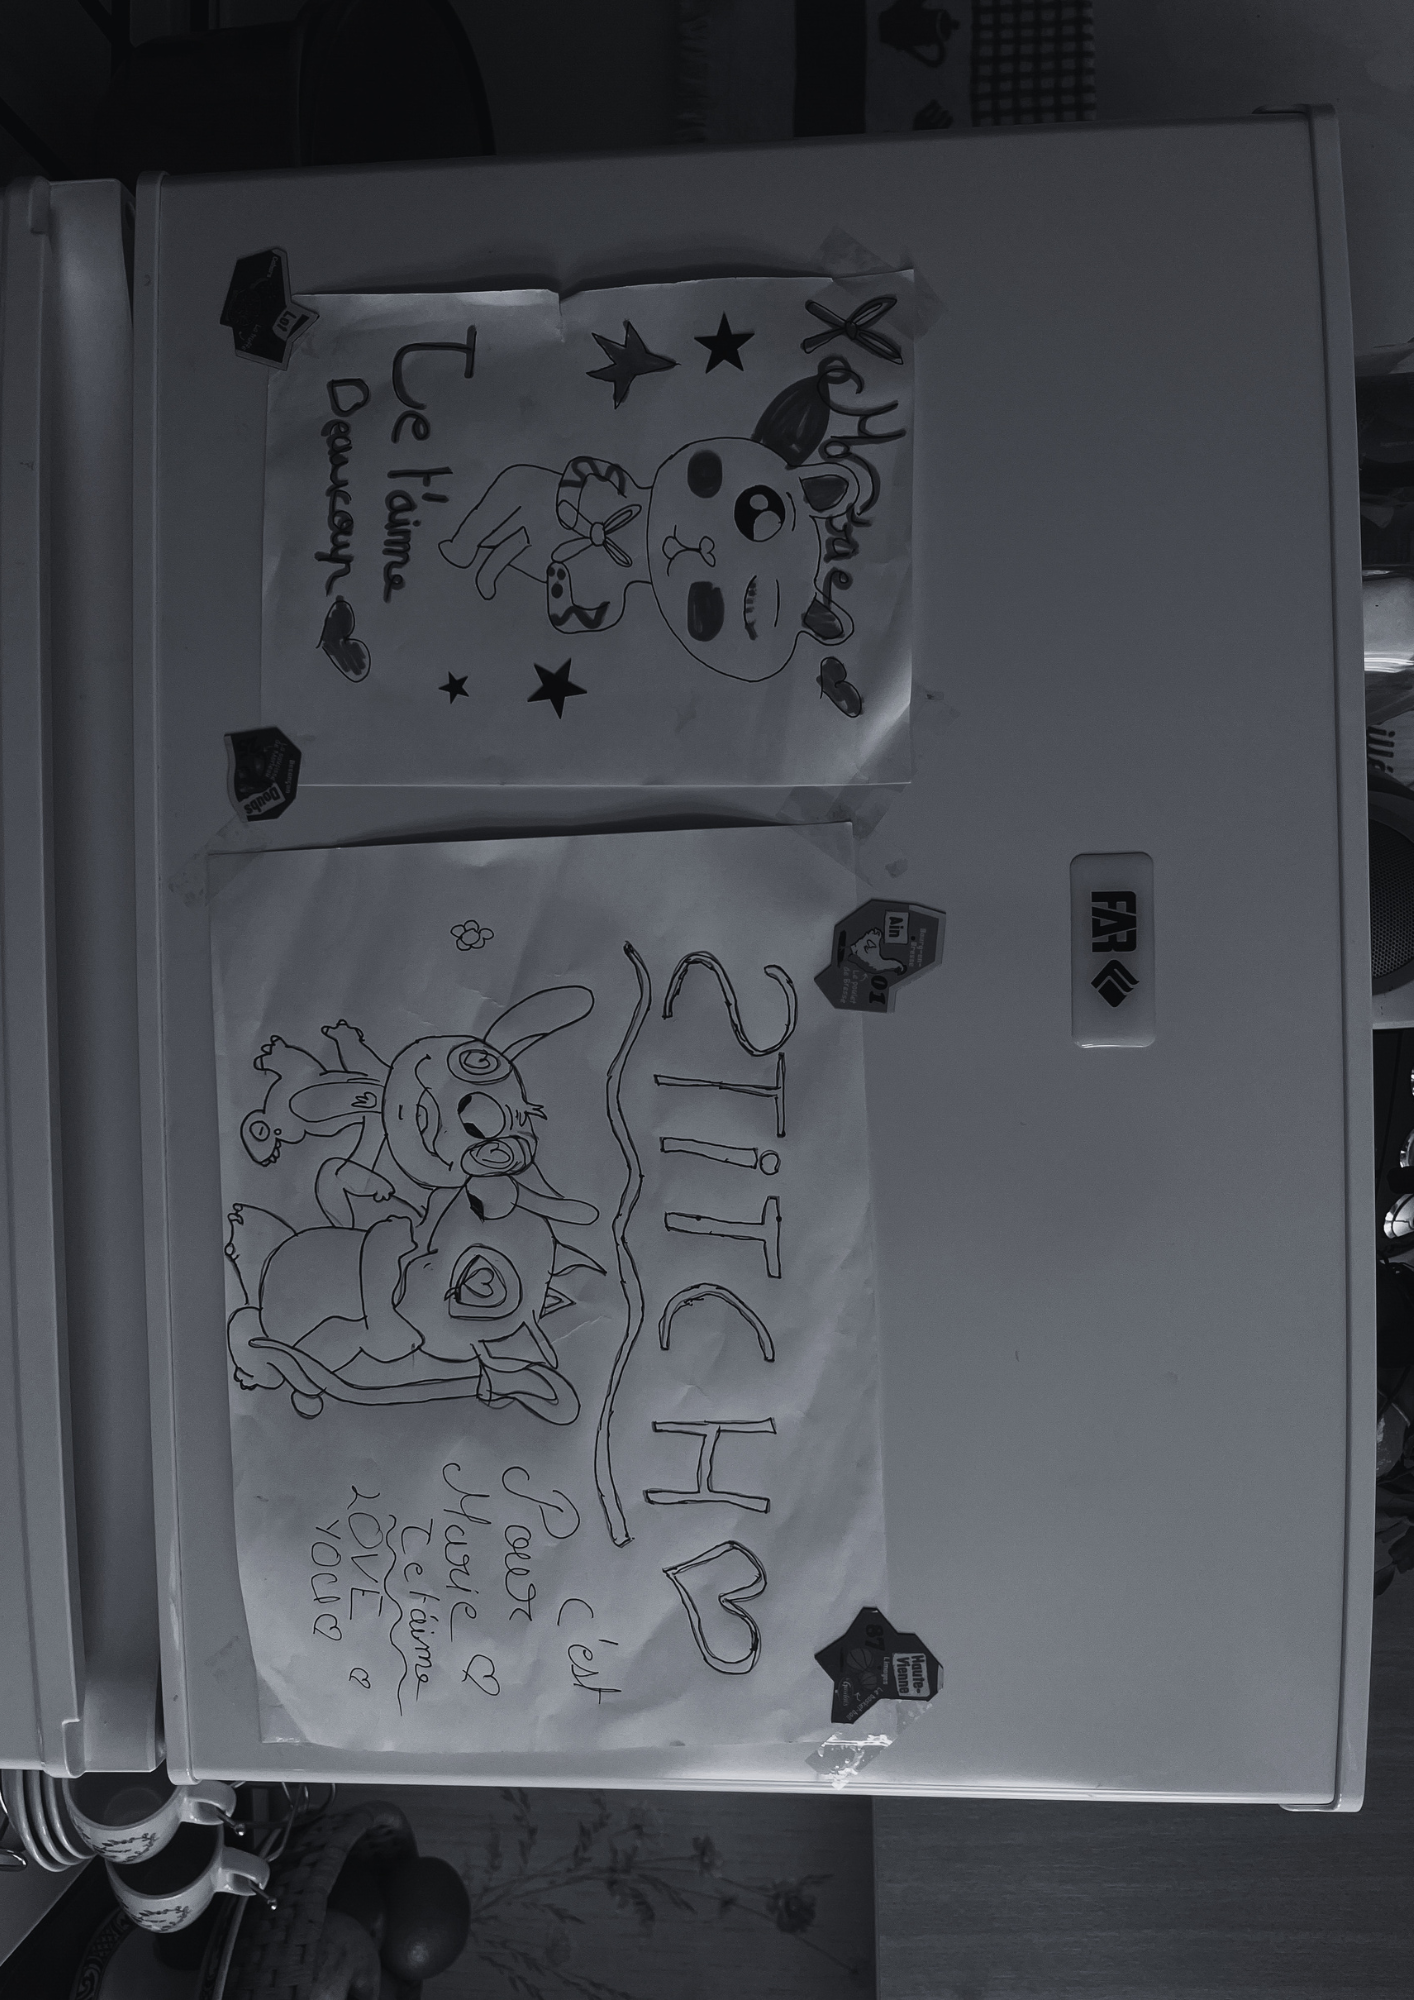 FAR
Je t'aime
Beaucoup
Lot
Doubs
Ain
01
STiTCH
C'est
Pour
Marie
Je t'aime
LOVE
YOU
Haute-
Vienne
87
Limoges